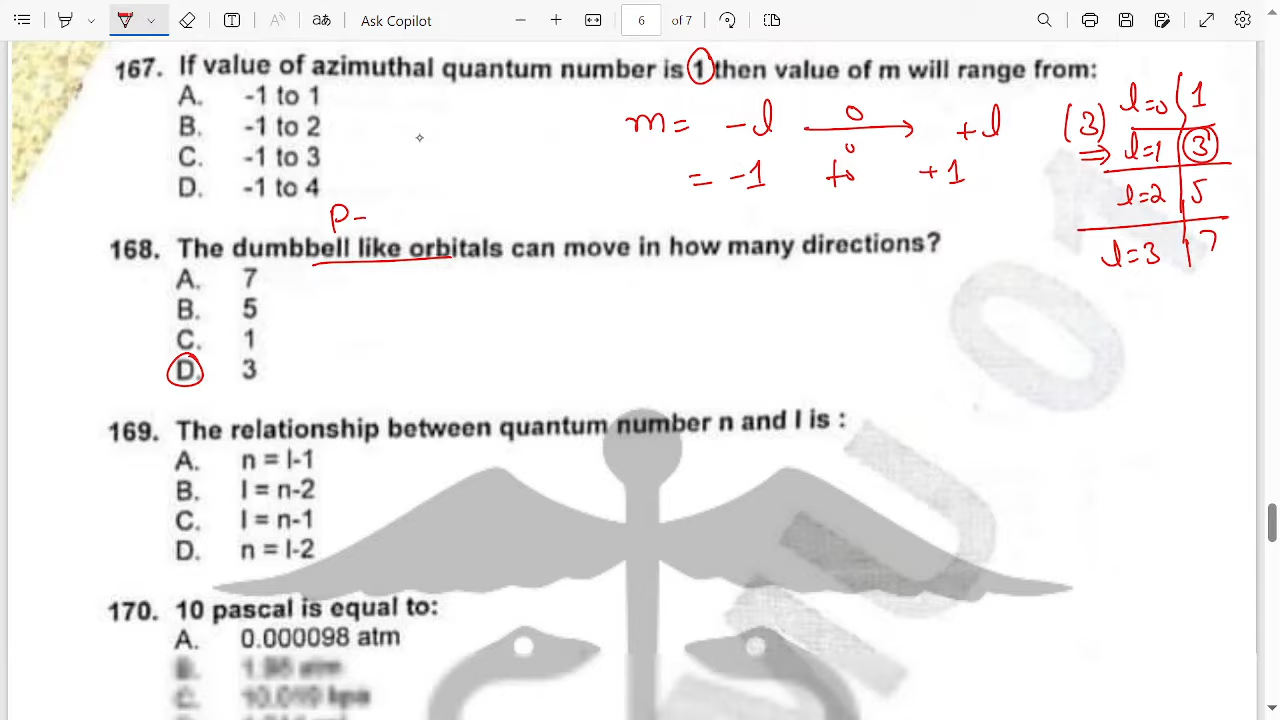 Ask Copilot
6 of 7
167. If value of azimuthal quantum number is 1 then value of m will range from:
A. -1 to 1
B. -1 to 2
C. -1 to 3
D. -1 to 4
m= -l 0 +l
= -1 0 to +1
(3) l=0 1
⇒ l=1 3
l=2 5
l=3 7
P-
168. The dumbbell like orbitals can move in how many directions?
A. 7
B. 5
C. 1
D. 3
169. The relationship between quantum number n and l is :
A. n = l-1
B. l = n-2
C. l = n-1
D. n = l-2
170. 10 pascal is equal to:
A. 0.000098 atm
B. 1.98 atm